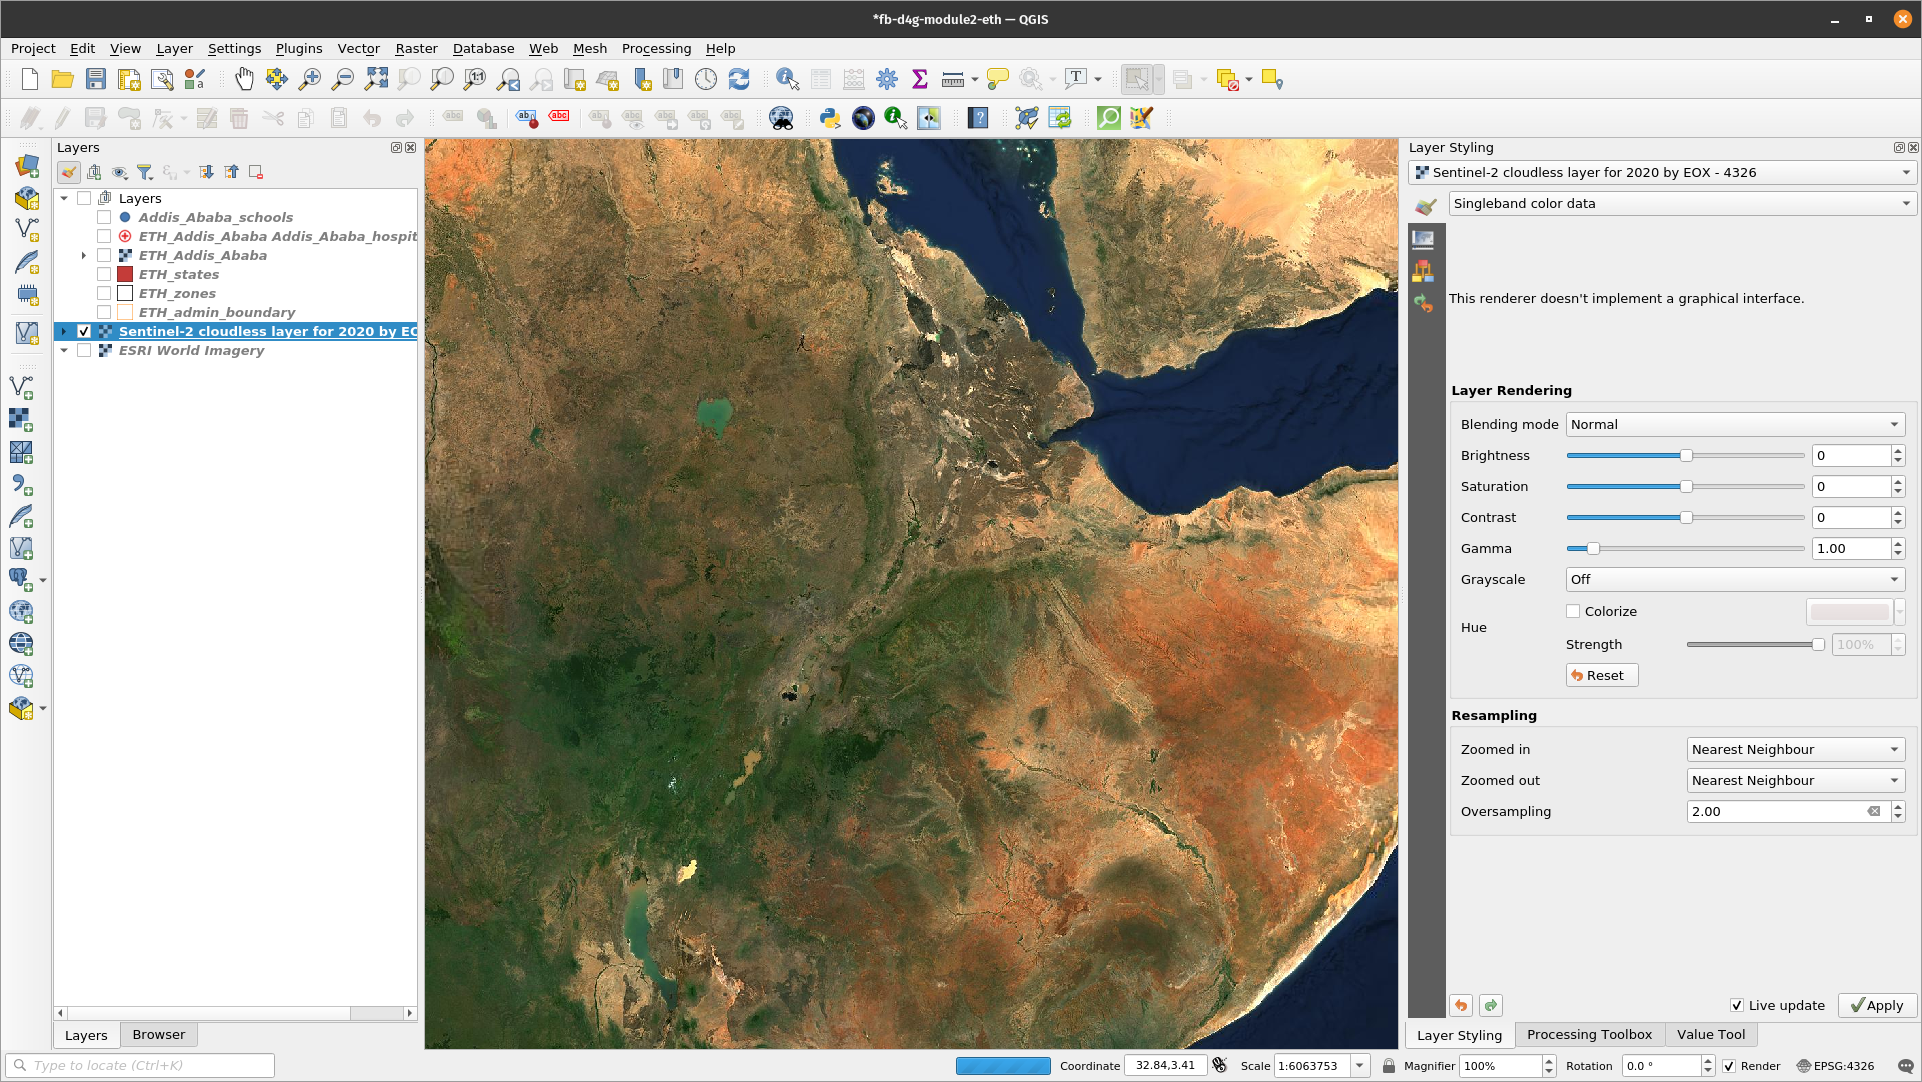 *fb-d4g-module2-eth — QGIS
Project Edit View Layer Settings Plugins Vector Raster Database Web Mesh Processing Help
Layers
Layers
Addis_Ababa_schools
ETH_Addis_Ababa Addis_Ababa_hospit
ETH_Addis_Ababa
ETH_states
ETH_zones
ETH_admin_boundary
Sentinel-2 cloudless layer for 2020 by EC
ESRI World Imagery
Layers Browser
Layer Styling
Sentinel-2 cloudless layer for 2020 by EOX - 4326
Singleband color data
This renderer doesn't implement a graphical interface.
Layer Rendering
Blending mode Normal
Brightness 0
Saturation 0
Contrast 0
Gamma 1.00
Grayscale Off
Hue Colorize
Strength 100%
Reset
Resampling
Zoomed in Nearest Neighbour
Zoomed out Nearest Neighbour
Oversampling 2.00
Live update Apply
Layer Styling Processing Toolbox Value Tool
Type to locate (Ctrl+K) Coordinate 32.84,3.41 Scale 1:6063753 Magnifier 100% Rotation 0.0 ° Render EPSG:4326